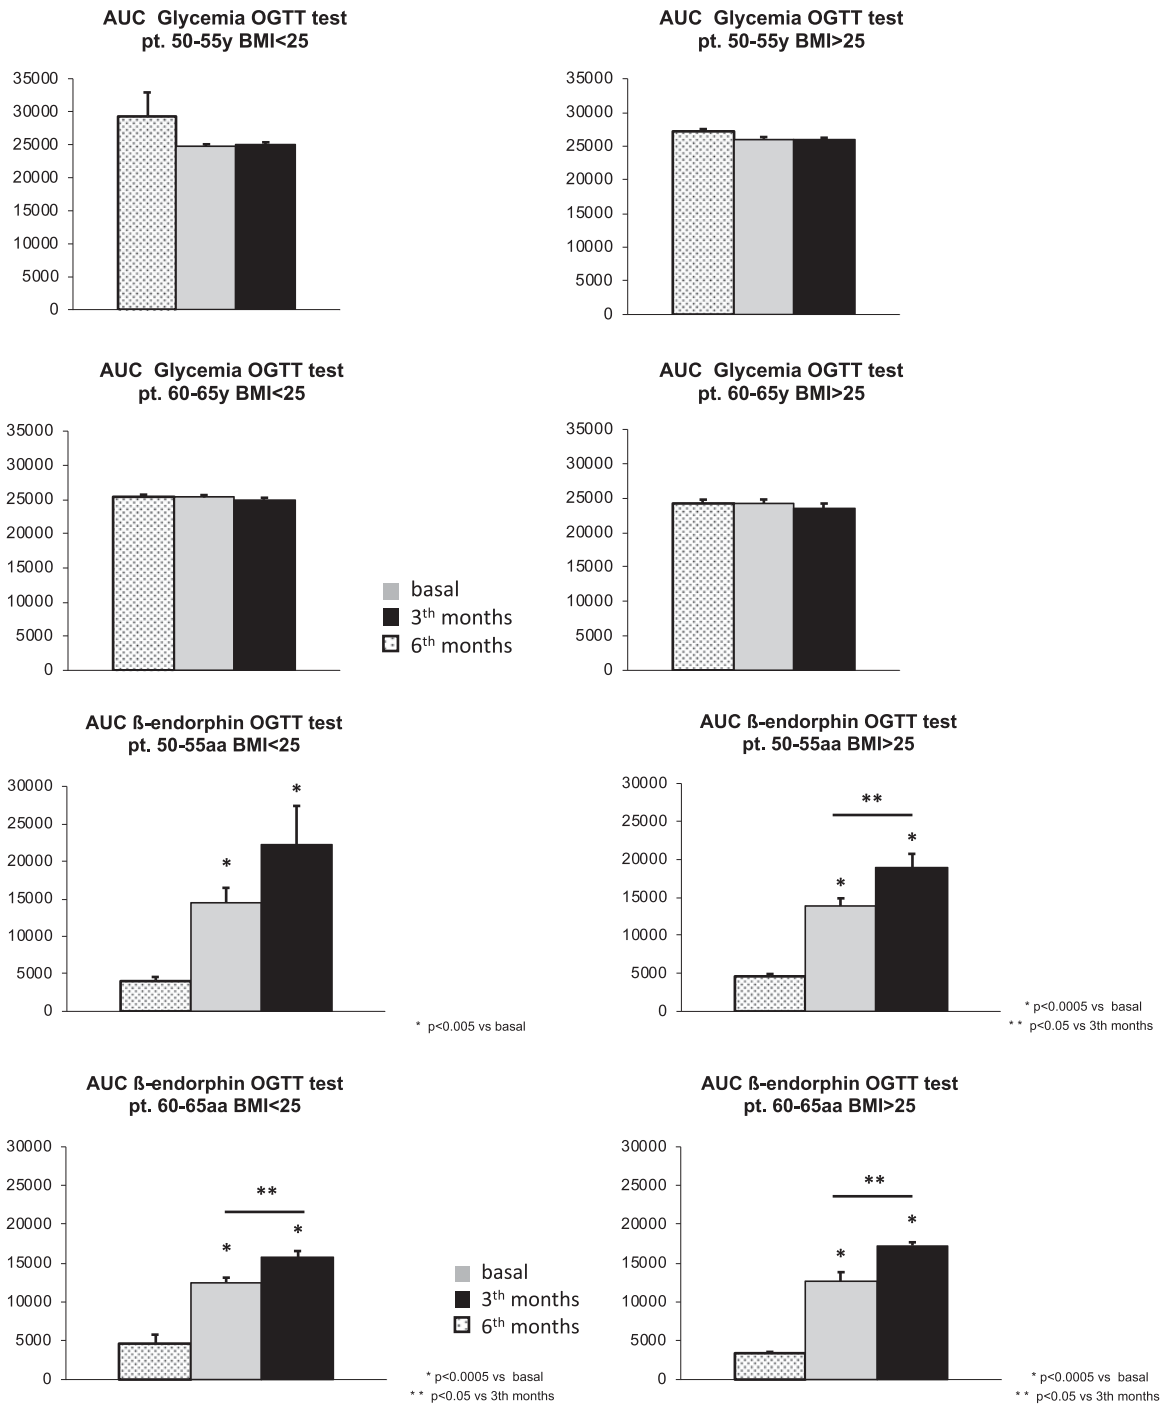 AUC Glycemia OGTT test
pt. 50-55y BMI<25
35000
30000
25000
20000
15000
10000
5000
0
AUC Glycemia OGTT test
pt. 50-55y BMI>25
35000
30000
25000
20000
15000
10000
5000
0
AUC Glycemia OGTT test
pt. 60-65y BMI<25
35000
30000
25000
20000
15000
10000
5000
0
basal
3th months
6th months
AUC Glycemia OGTT test
pt. 60-65y BMI>25
35000
30000
25000
20000
15000
10000
5000
0
AUC ß-endorphin OGTT test
pt. 50-55aa BMI<25
30000
25000
20000
15000
10000
5000
0
*
*
* p<0.005 vs basal
AUC ß-endorphin OGTT test
pt. 50-55aa BMI>25
30000
25000
20000
15000
10000
5000
0
**
*
*
* p<0.0005 vs basal
* * p<0.05 vs 3th months
AUC ß-endorphin OGTT test
pt. 60-65aa BMI<25
30000
25000
20000
15000
10000
5000
0
**
*
*
basal
3th months
6th months
* p<0.0005 vs basal
* * p<0.05 vs 3th months
AUC ß-endorphin OGTT test
pt. 60-65aa BMI>25
30000
25000
20000
15000
10000
5000
0
**
*
*
* p<0.0005 vs basal
* * p<0.05 vs 3th months